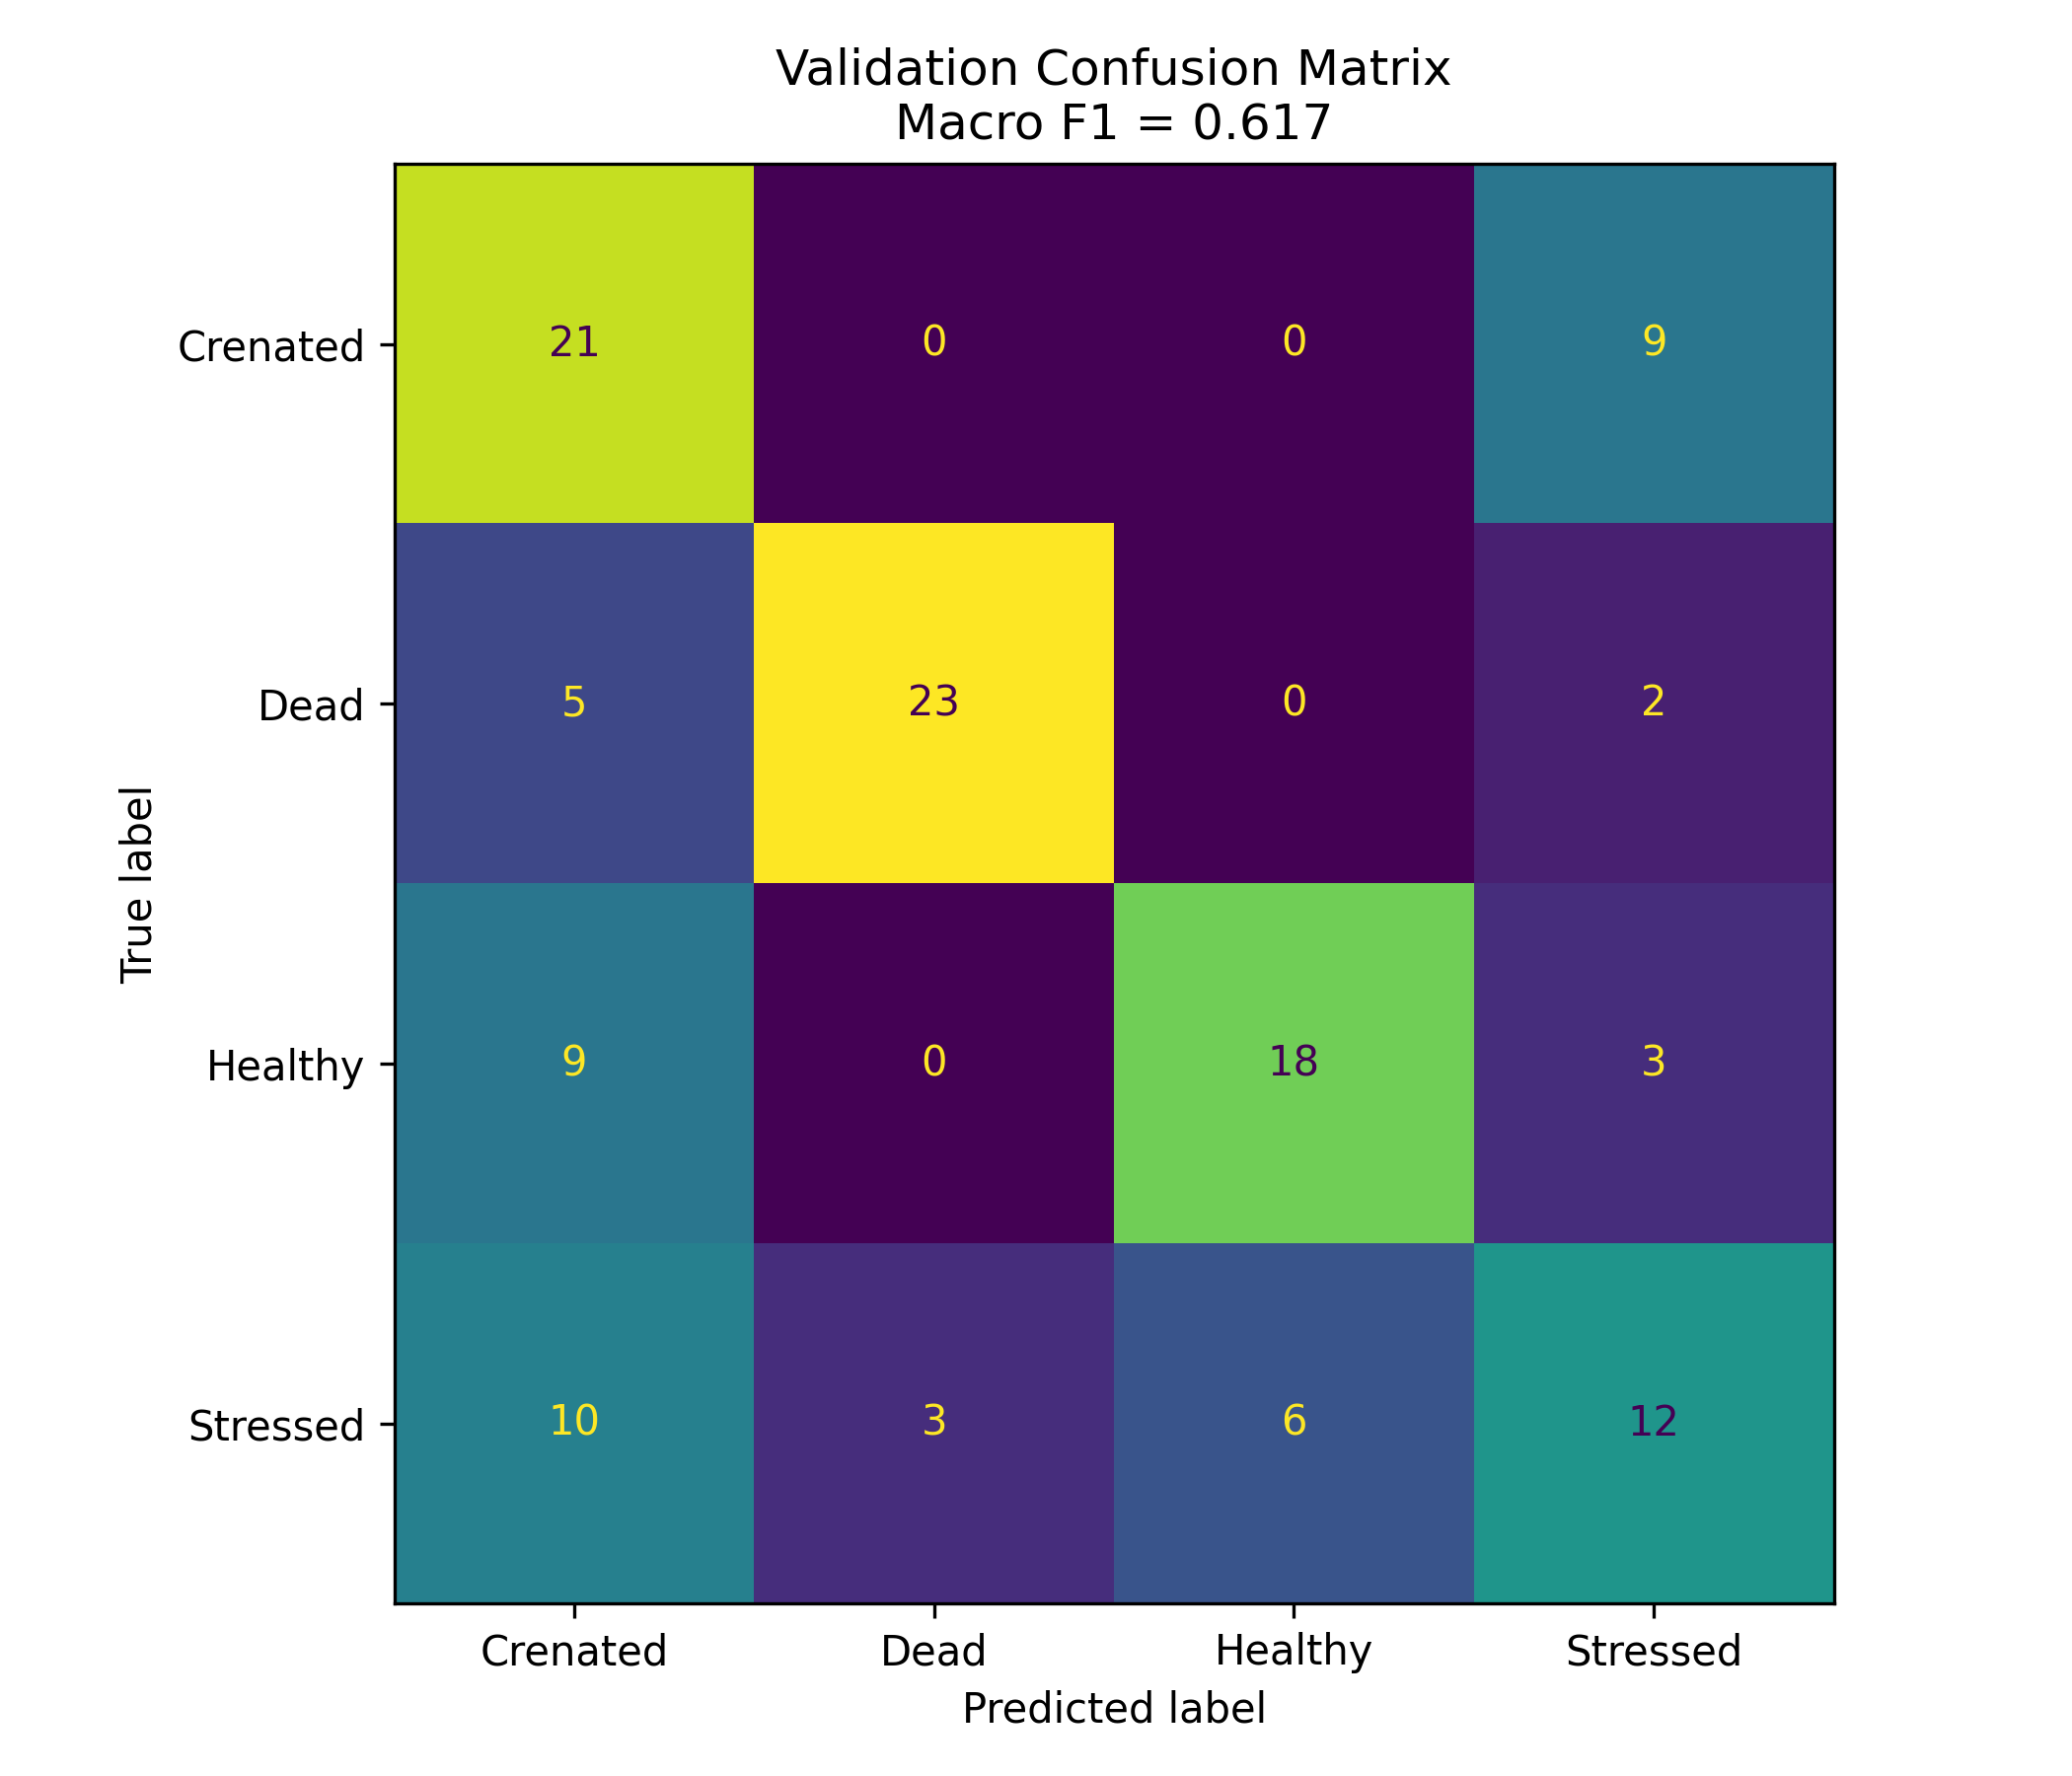 Validation Confusion Matrix
Macro F1 = 0.617
Crenated 21 0 0 9
Dead 5 23 0 2
Healthy 9 0 18 3
Stressed 10 3 6 12
True label
Crenated Dead Healthy Stressed
Predicted label